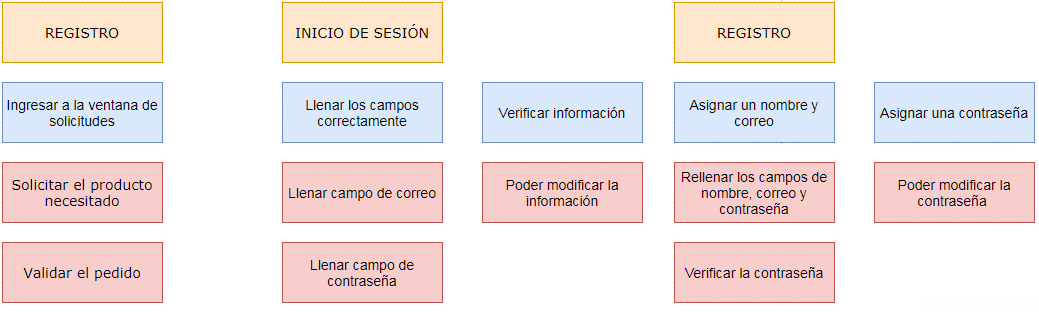 REGISTRO
INICIO DE SESIÓN
REGISTRO
Ingresar a la ventana de
solicitudes
Llenar los campos
correctamente
Verificar información
Asignar un nombre y
correo
Asignar una contraseña
Solicitar el producto
necesitado
Llenar campo de correo
Poder modificar la
información
Rellenar los campos de
nombre, correo y
contraseña
Poder modificar la
contraseña
Validar el pedido
Llenar campo de
contraseña
Verificar la contraseña